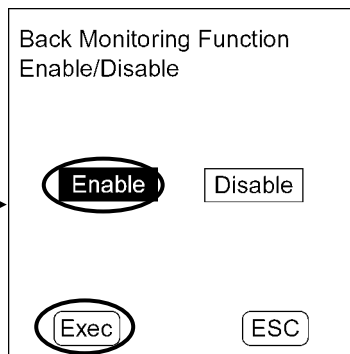 Back Monitoring Function
Enable/Disable
Enable Disable
Exec ESC